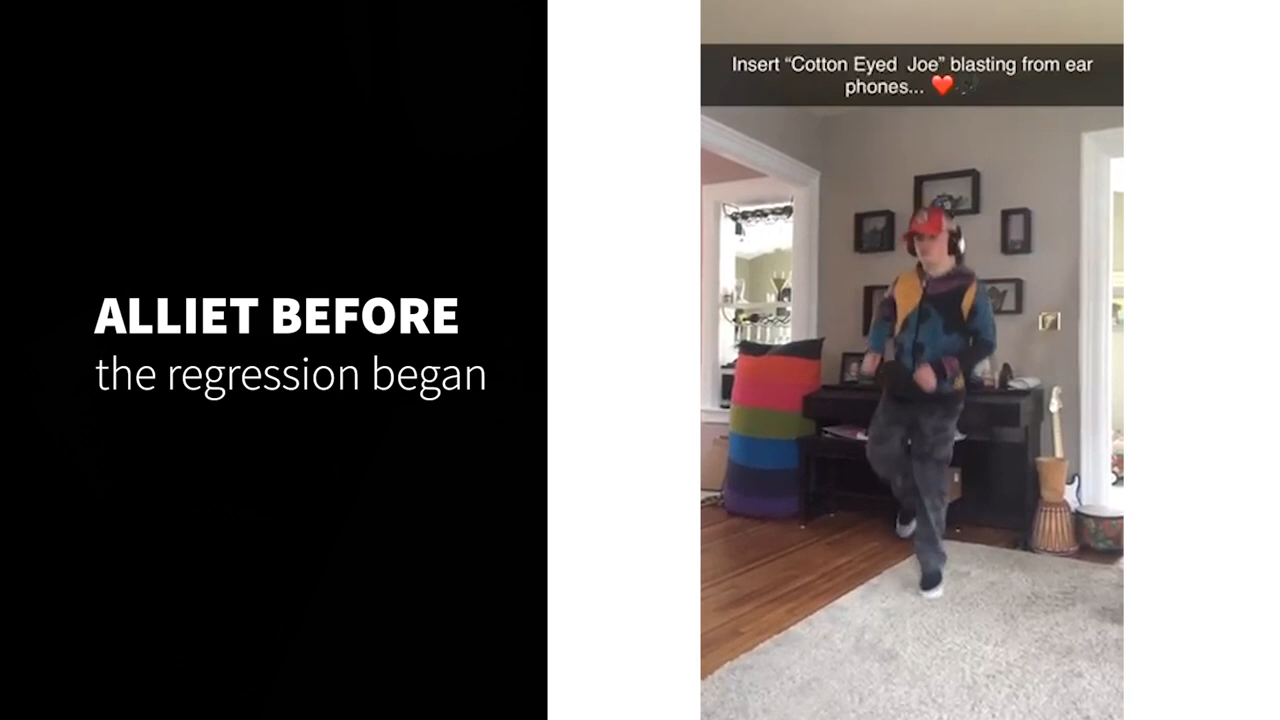 ALLIET BEFORE
the regression began
Insert “Cotton Eyed Joe” blasting from ear
phones... ❤️🎶